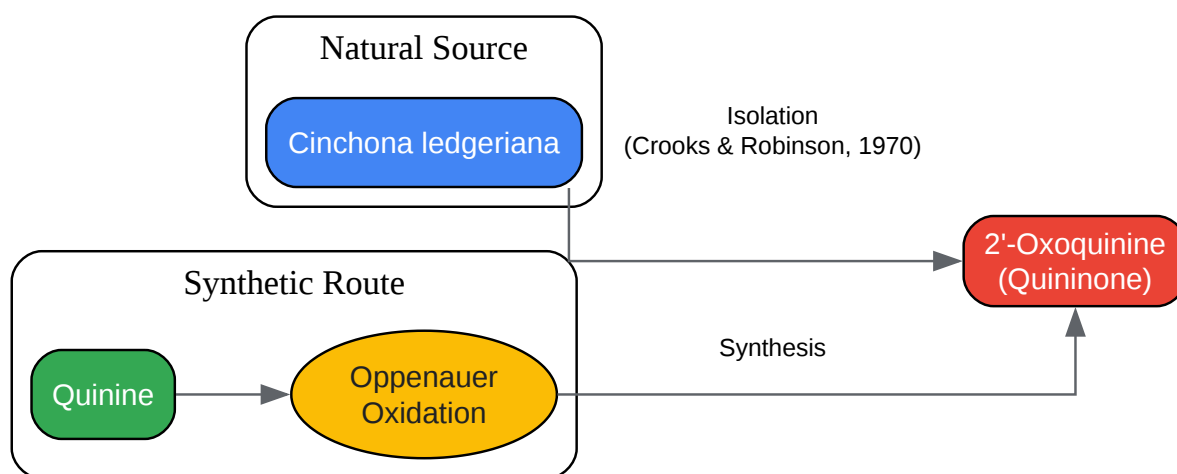 Natural Source
Cinchona ledgeriana
Isolation
(Crooks & Robinson, 1970)
2'-Oxoquinine
(Quininone)
Synthetic Route
Synthesis
Quinine
Oppenauer
Oxidation